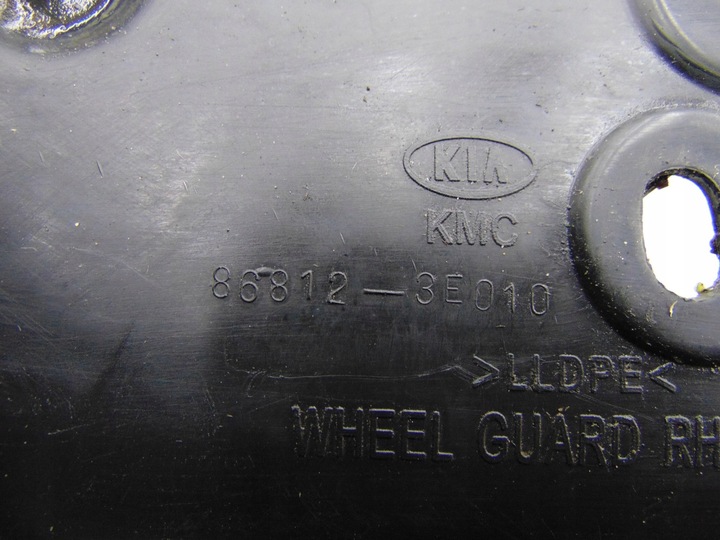 KIA
KMC
86812-3E010
>LLDPE<
WHEEL GUARD RH